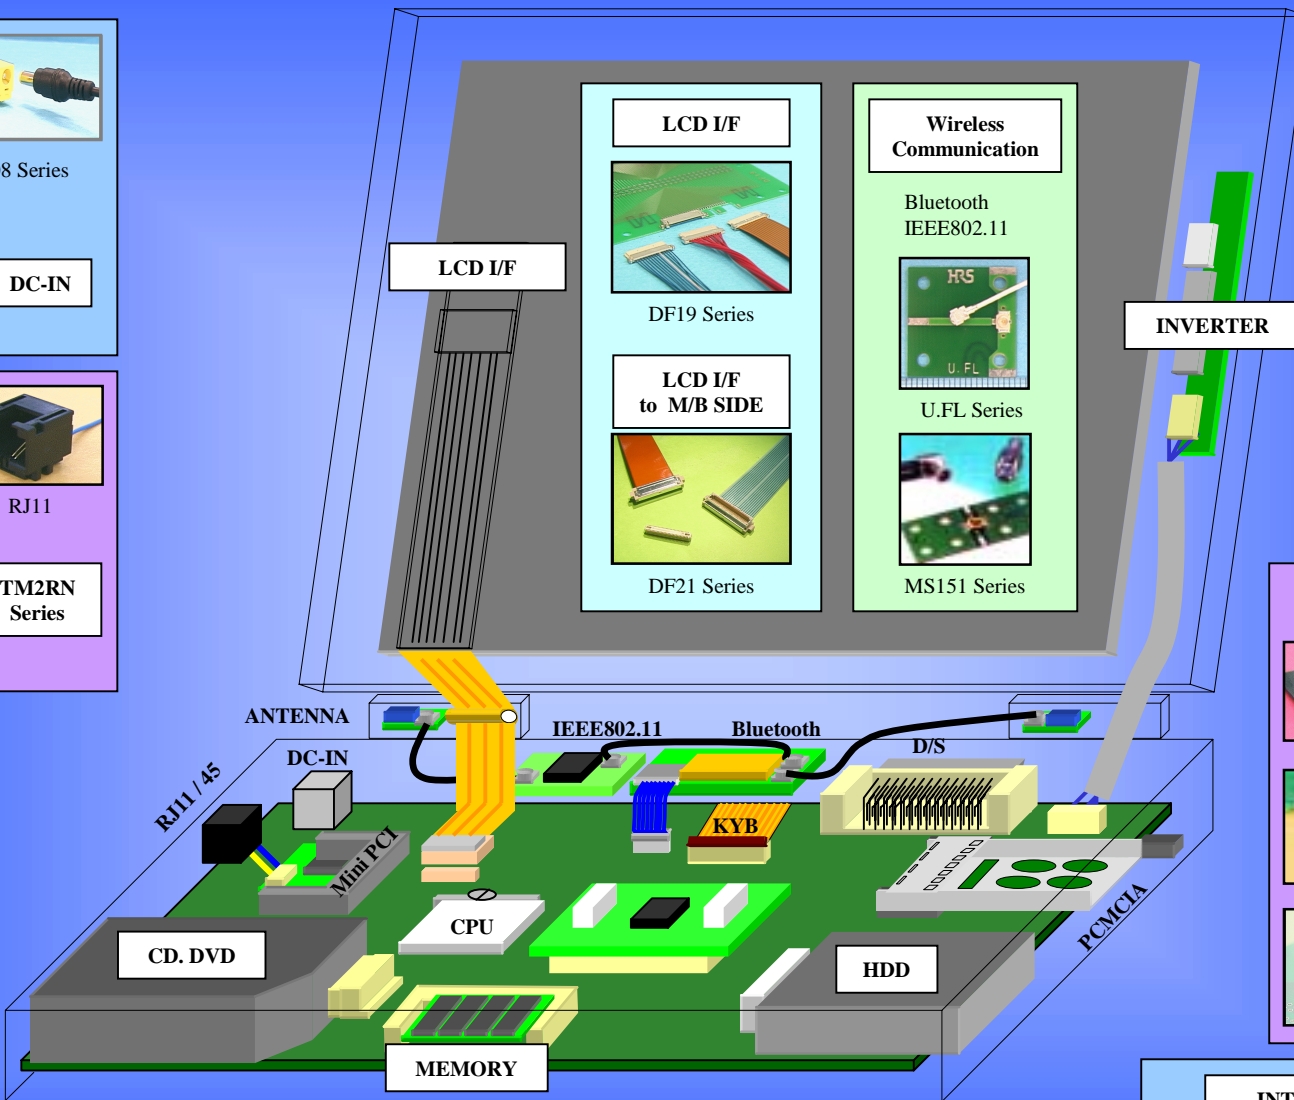 8 Series
DC-IN
RJ11
TM2RN
Series
LCD I/F
LCD I/F
DF19 Series
LCD I/F
to M/B SIDE
DF21 Series
Wireless
Communication
Bluetooth
IEEE802.11
HRS
U.FL
U.FL Series
MS151 Series
INVERTER
ANTENNA
IEEE802.11
Bluetooth
D/S
DC-IN
RJ11 / 45
Mini PCI
KYB
CPU
PCMCIA
CD. DVD
HDD
MEMORY